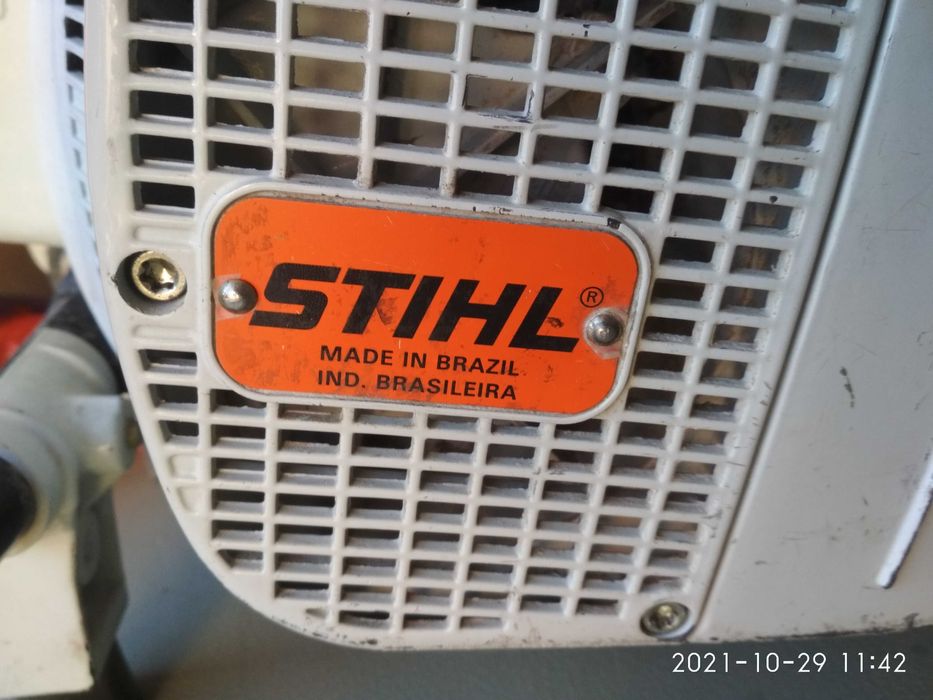 STIHL®
MADE IN BRAZIL
IND. BRASILEIRA
2021-10-29 11:42